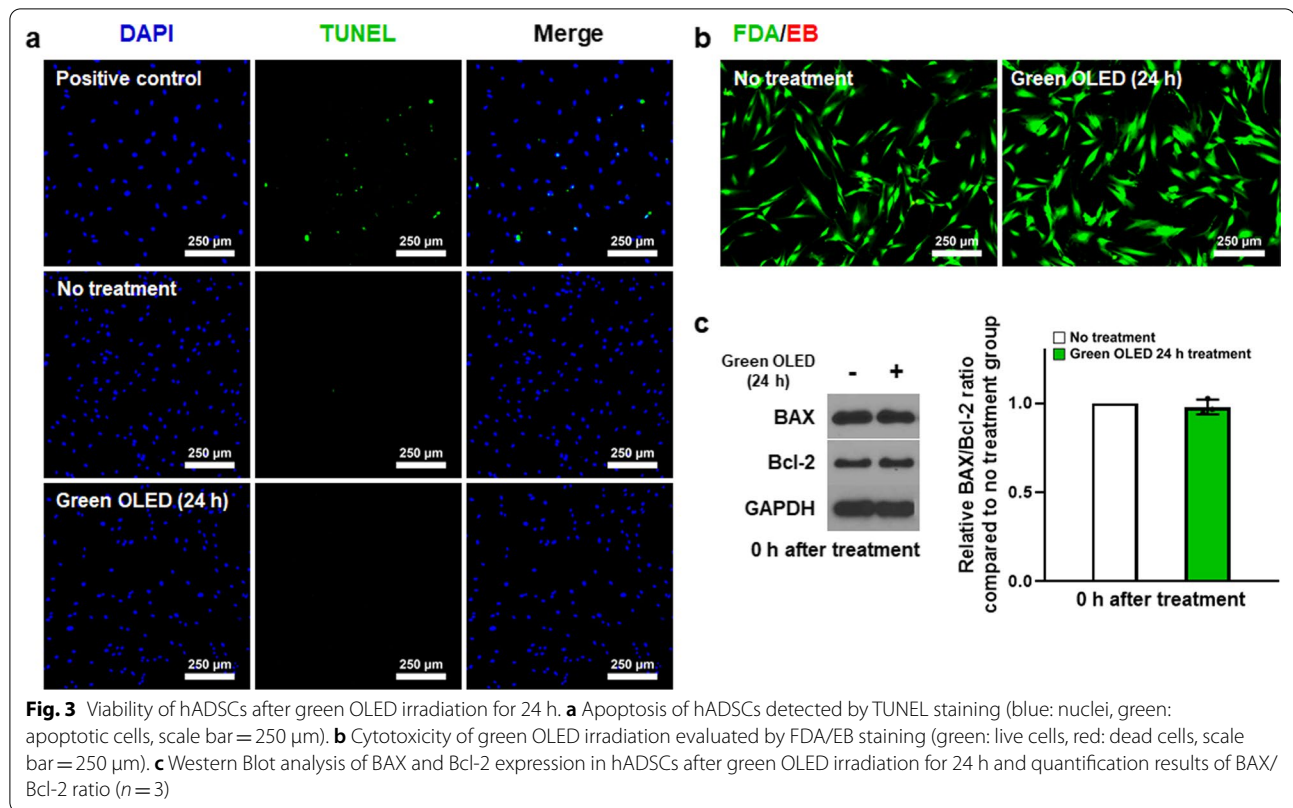 a
DAPI TUNEL Merge
Positive control
250 µm 250 µm 250 µm
No treatment
250 µm 250 µm 250 µm
Green OLED (24 h)
250 µm 250 µm 250 µm
b FDA/EB
No treatment Green OLED (24 h)
250 µm 250 µm
c
Green OLED
(24 h) - +
BAX
Bcl-2
GAPDH
0 h after treatment
Relative BAX/Bcl-2 ratio
compared to no treatment group
No treatment
Green OLED 24 h treatment
1.0
0.5
0.0
0 h after treatment
Fig. 3 Viability of hADSCs after green OLED irradiation for 24 h. a Apoptosis of hADSCs detected by TUNEL staining (blue: nuclei, green:
apoptotic cells, scale bar = 250 µm). b Cytotoxicity of green OLED irradiation evaluated by FDA/EB staining (green: live cells, red: dead cells, scale
bar = 250 µm). c Western Blot analysis of BAX and Bcl-2 expression in hADSCs after green OLED irradiation for 24 h and quantification results of BAX/
Bcl-2 ratio (n = 3)